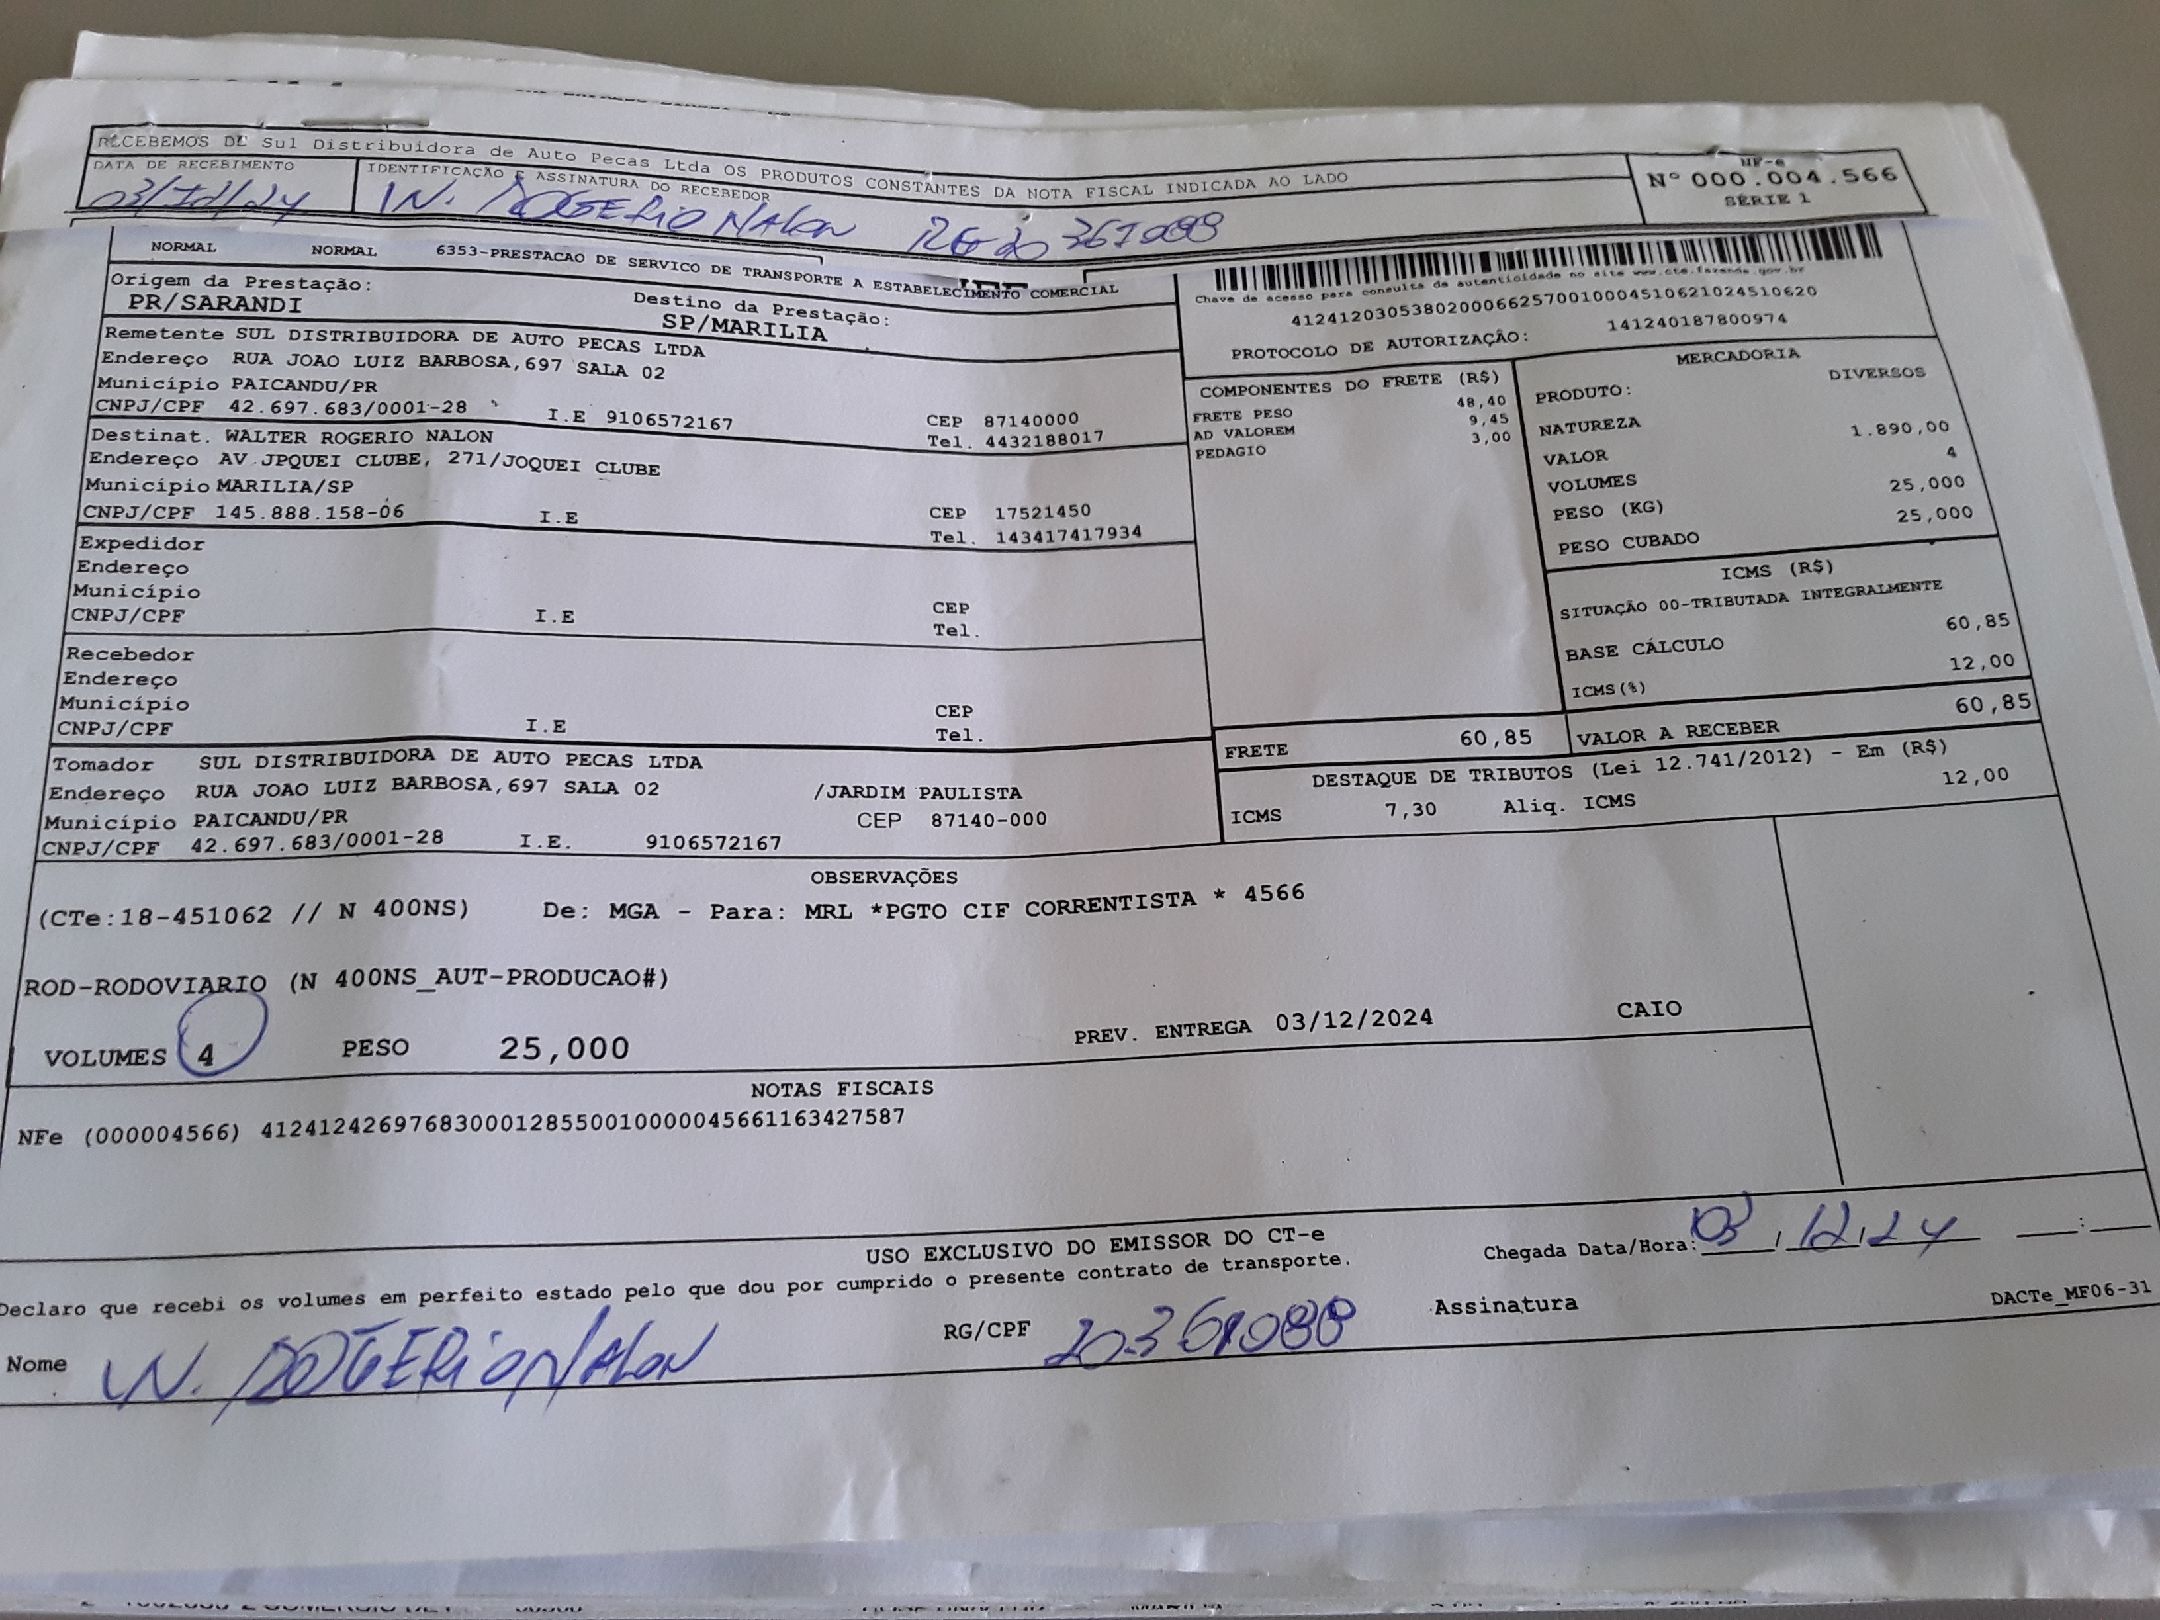 RECEBEMOS DE Sul Distribuidora de Auto Pecas Ltda OS PRODUTOS CONSTANTES DA NOTA FISCAL INDICADA AO LADO
NF-e
Nº 000.004.566
SÉRIE 1
DATA DE RECEBIMENTO
03/12/24
IDENTIFICAÇÃO E ASSINATURA DO RECEBEDOR
W. ROGERIO NALON RG 20 361088
NORMAL NORMAL 6353-PRESTACAO DE SERVICO DE TRANSPORTE A ESTABELECIMENTO COMERCIAL
Origem da Prestação:
PR/SARANDI
Destino da Prestação:
SP/MARILIA
Chave de acesso para consulta de autenticidade no site www.cte.fazenda.gov.br
41241203053802000662570010004510621024510620
PROTOCOLO DE AUTORIZAÇÃO: 141240187800974
Remetente SUL DISTRIBUIDORA DE AUTO PECAS LTDA
Endereço RUA JOAO LUIZ BARBOSA,697 SALA 02
Município PAICANDU/PR
CNPJ/CPF 42.697.683/0001-28 I.E 9106572167 CEP 87140000
Tel. 4432188017
Destinat. WALTER ROGERIO NALON
Endereço AV JPQUEI CLUBE, 271/JOQUEI CLUBE
Município MARILIA/SP
CNPJ/CPF 145.888.158-06 I.E CEP 17521450
Tel. 143417417934
Expedidor
Endereço
Município
CNPJ/CPF I.E CEP
Tel.
Recebedor
Endereço
Município
CNPJ/CPF I.E CEP
Tel.
Tomador SUL DISTRIBUIDORA DE AUTO PECAS LTDA
Endereço RUA JOAO LUIZ BARBOSA,697 SALA 02 /JARDIM PAULISTA
Município PAICANDU/PR CEP 87140-000
CNPJ/CPF 42.697.683/0001-28 I.E. 9106572167
COMPONENTES DO FRETE (R$)
FRETE PESO 48,40
AD VALOREM 9,45
PEDAGIO 3,00
MERCADORIA
PRODUTO: DIVERSOS
NATUREZA
VALOR 1.890,00
VOLUMES 4
PESO (KG) 25,000
PESO CUBADO 25,000
ICMS (R$)
SITUAÇÃO 00-TRIBUTADA INTEGRALMENTE
BASE CÁLCULO 60,85
ICMS(%) 12,00
FRETE 60,85
VALOR A RECEBER 60,85
DESTAQUE DE TRIBUTOS (Lei 12.741/2012) - Em (R$)
ICMS 7,30 Aliq. ICMS 12,00
OBSERVAÇÕES
(CTe:18-451062 // N 400NS) De: MGA - Para: MRL *PGTO CIF CORRENTISTA * 4566
ROD-RODOVIARIO (N 400NS_AUT-PRODUCAO#)
VOLUMES 4 PESO 25,000 PREV. ENTREGA 03/12/2024 CAIO
NOTAS FISCAIS
NFe (000004566) 41241242697683000128550010000045661163427587
USO EXCLUSIVO DO EMISSOR DO CT-e
Declaro que recebi os volumes em perfeito estado pelo que dou por cumprido o presente contrato de transporte.
Chegada Data/Hora: 03/12/24 __:__
Nome W. ROGERIO NALON RG/CPF 20361088 Assinatura
DACTe_MF06-31